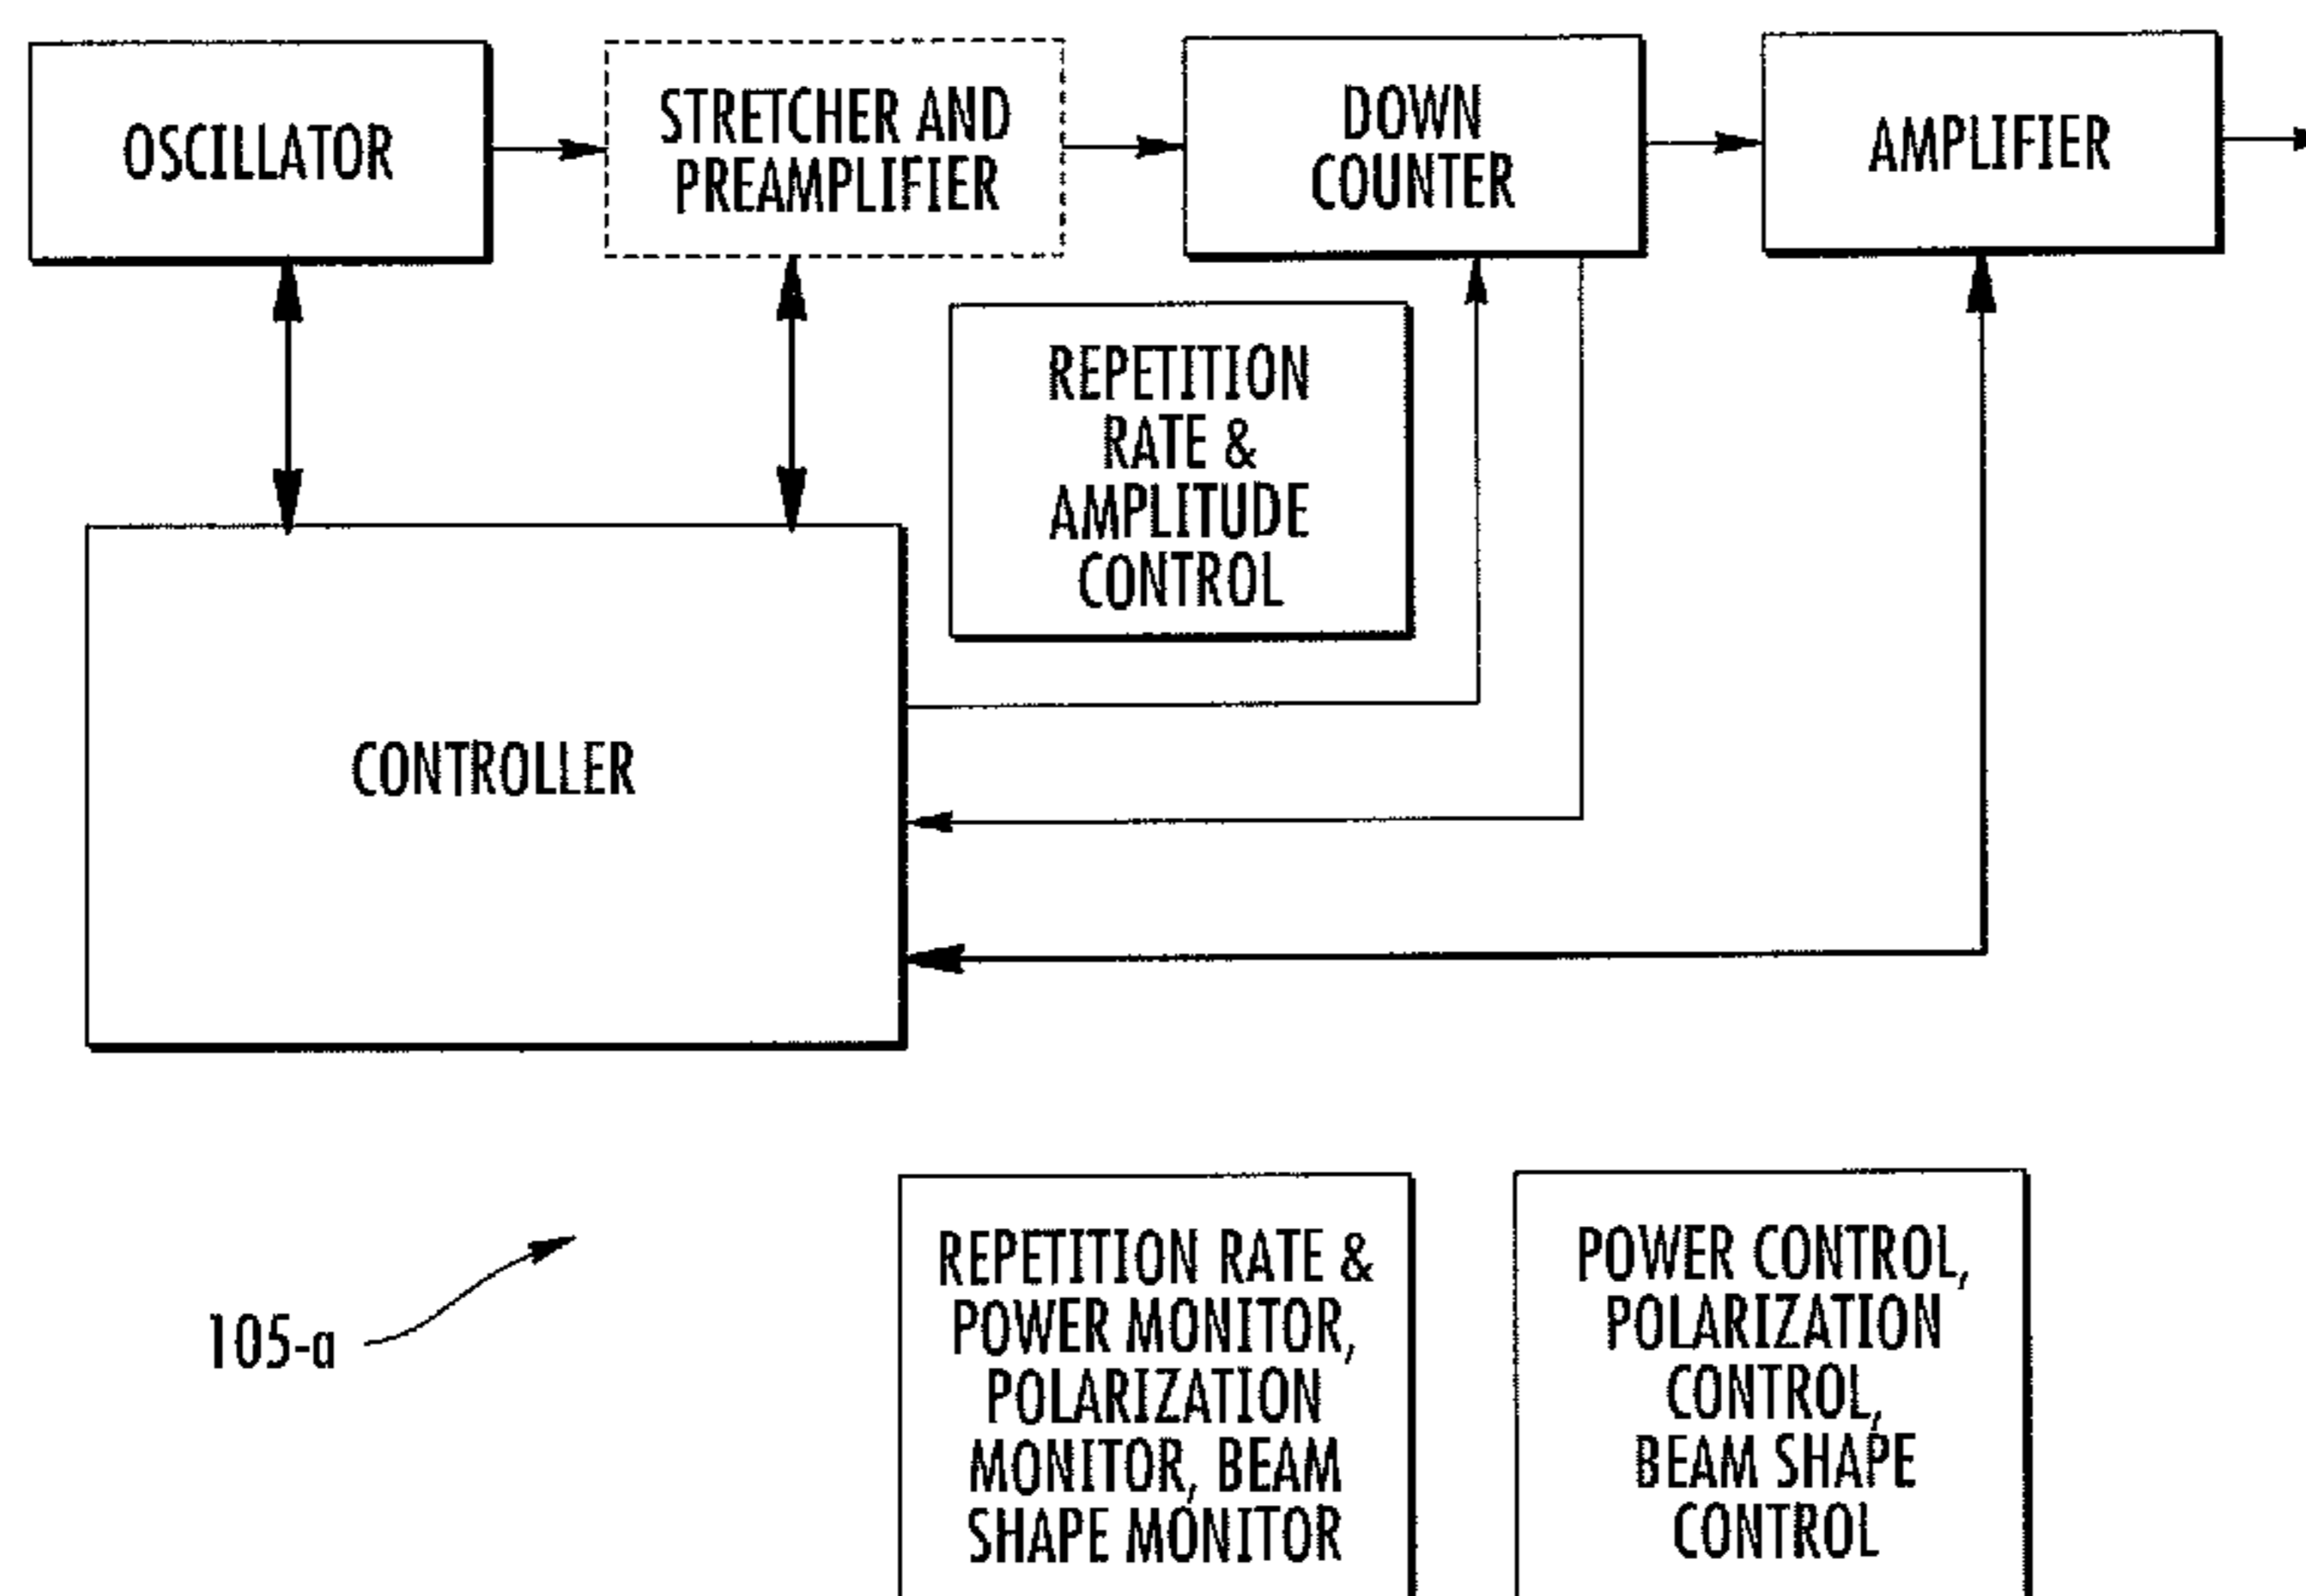 OSCILLATOR
STRETCHER AND
PREAMPLIFIER
DOWN
COUNTER
AMPLIFIER
REPETITION
RATE &
AMPLITUDE
CONTROL
CONTROLLER
105-a
REPETITION RATE &
POWER MONITOR,
POLARIZATION
MONITOR, BEAM
SHAPE MONITOR
POWER CONTROL,
POLARIZATION
CONTROL,
BEAM SHAPE
CONTROL